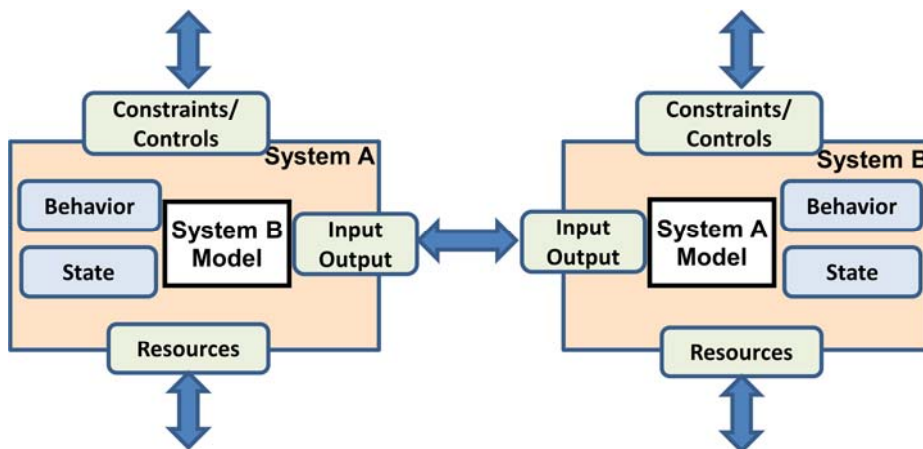 Constraints/
Controls
System A
Behavior
State
System B
Model
Input
Output
Resources
Constraints/
Controls
System B
Input
Output
System A
Model
Behavior
State
Resources